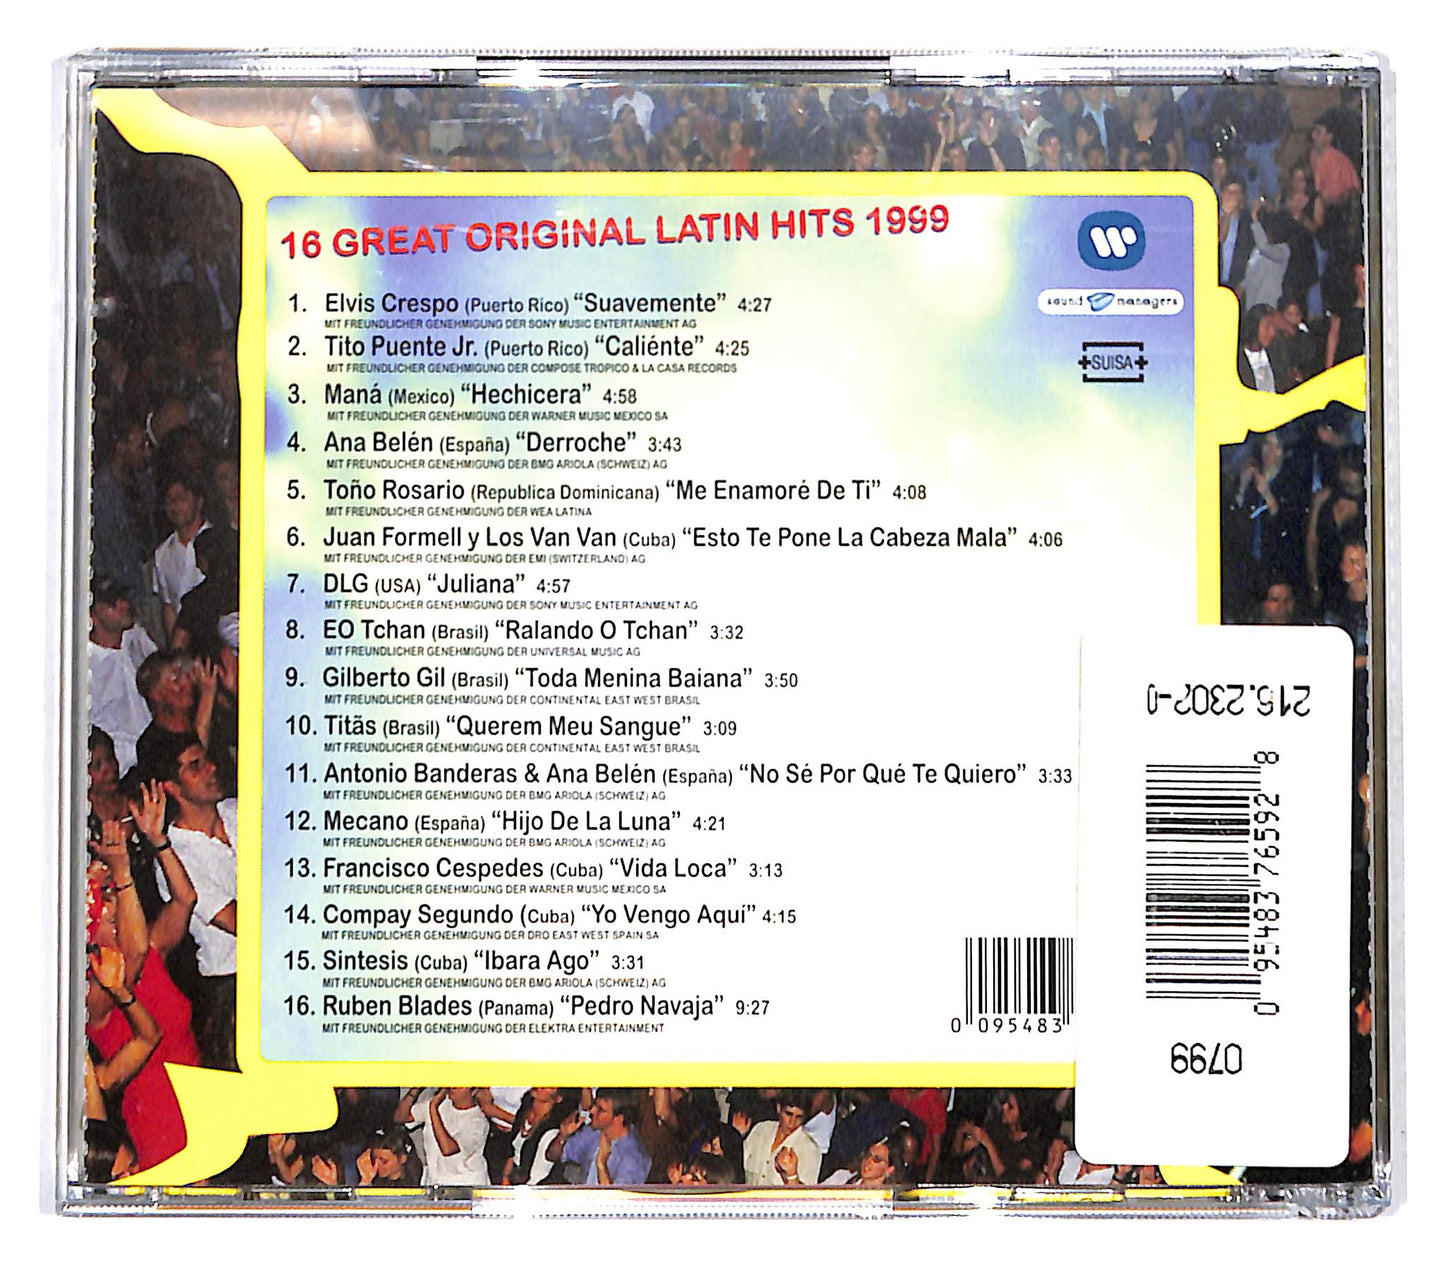 16 GREAT ORIGINAL LATIN HITS 1999
W
sound managers
SUISA
1. Elvis Crespo (Puerto Rico) “Suavemente” 4:27
MIT FREUNDLICHER GENEHMIGUNG DER SONY MUSIC ENTERTAINMENT AG
2. Tito Puente Jr. (Puerto Rico) “Caliénte” 4:25
MIT FREUNDLICHER GENEHMIGUNG DER COMPOSE TROPICO & LA CASA RECORDS
3. Maná (Mexico) “Hechicera” 4:58
MIT FREUNDLICHER GENEHMIGUNG DER WARNER MUSIC MEXICO SA
4. Ana Belén (España) “Derroche” 3:43
MIT FREUNDLICHER GENEHMIGUNG DER BMG ARIOLA (SCHWEIZ) AG
5. Toño Rosario (Republica Dominicana) “Me Enamoré De Ti” 4:08
MIT FREUNDLICHER GENEHMIGUNG DER WEA LATINA
6. Juan Formell y Los Van Van (Cuba) “Esto Te Pone La Cabeza Mala” 4:06
MIT FREUNDLICHER GENEHMIGUNG DER EMI (SWITZERLAND) AG
7. DLG (USA) “Juliana” 4:57
MIT FREUNDLICHER GENEHMIGUNG DER SONY MUSIC ENTERTAINMENT AG
8. EO Tchan (Brasil) “Ralando O Tchan” 3:32
MIT FREUNDLICHER GENEHMIGUNG DER UNIVERSAL MUSIC AG
9. Gilberto Gil (Brasil) “Toda Menina Baiana” 3:50
MIT FREUNDLICHER GENEHMIGUNG DER CONTINENTAL EAST WEST BRASIL
10. Titãs (Brasil) “Querem Meu Sangue” 3:09
MIT FREUNDLICHER GENEHMIGUNG DER CONTINENTAL EAST WEST BRASIL
11. Antonio Banderas & Ana Belén (España) “No Sé Por Qué Te Quiero” 3:33
MIT FREUNDLICHER GENEHMIGUNG DER BMG ARIOLA (SCHWEIZ) AG
12. Mecano (España) “Hijo De La Luna” 4:21
MIT FREUNDLICHER GENEHMIGUNG DER BMG ARIOLA (SCHWEIZ) AG
13. Francisco Cespedes (Cuba) “Vida Loca” 3:13
MIT FREUNDLICHER GENEHMIGUNG DER WARNER MUSIC MEXICO SA
14. Compay Segundo (Cuba) “Yo Vengo Aquí” 4:15
MIT FREUNDLICHER GENEHMIGUNG DER DRO EAST WEST SPAIN SA
15. Sintesis (Cuba) “Ibara Ago” 3:31
MIT FREUNDLICHER GENEHMIGUNG DER BMG ARIOLA (SCHWEIZ) AG
16. Ruben Blades (Panama) “Pedro Navaja” 9:27
MIT FREUNDLICHER GENEHMIGUNG DER ELEKTRA ENTERTAINMENT
0 095483
215.2302-0
0 95483 76592 8
0799